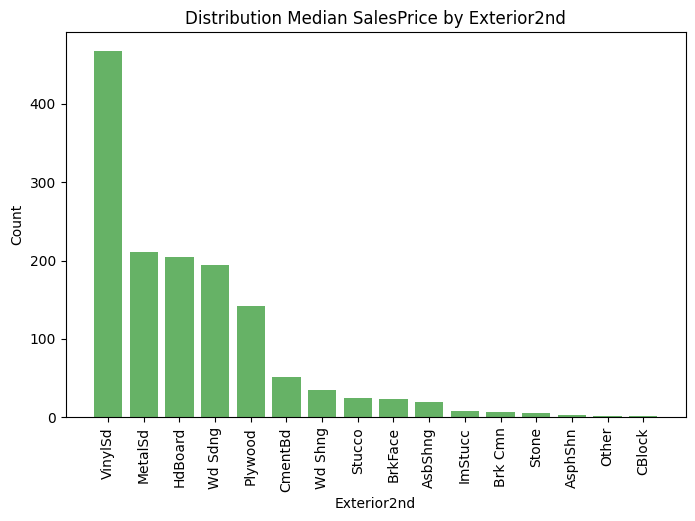 Distribution Median SalesPrice by Exterior2nd
Count
400
300
200
100
0
VinylSd
MetalSd
HdBoard
Wd Sdng
Plywood
CmentBd
Wd Shng
Stucco
BrkFace
AsbShng
ImStucc
Brk Cmn
Stone
AsphShn
Other
CBlock
Exterior2nd